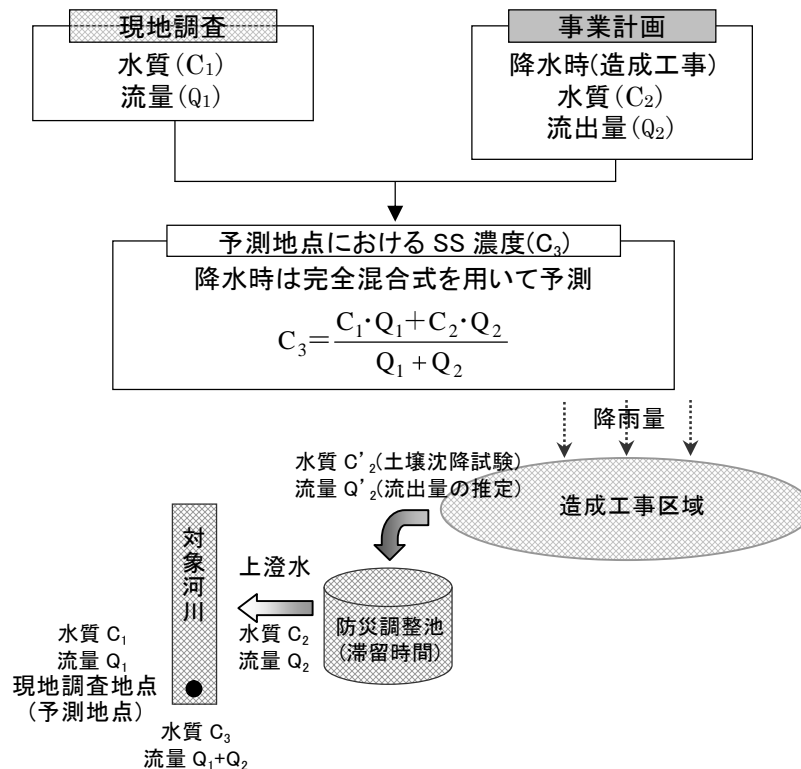 現地調査
水質(C₁)
流量(Q₁)
事業計画
降水時(造成工事)
水質(C₂)
流出量(Q₂)
予測地点における SS 濃度(C₃)
降水時は完全混合式を用いて予測
C₃=(C₁・Q₁+C₂・Q₂)/(Q₁+Q₂)
降雨量
水質 C'₂(土壌沈降試験)
流量 Q'₂(流出量の推定)
造成工事区域
対象河川
上澄水
防災調整池
(滞留時間)
水質 C₂
流量 Q₂
水質 C₁
流量 Q₁
現地調査地点
(予測地点)
水質 C₃
流量 Q₁+Q₂